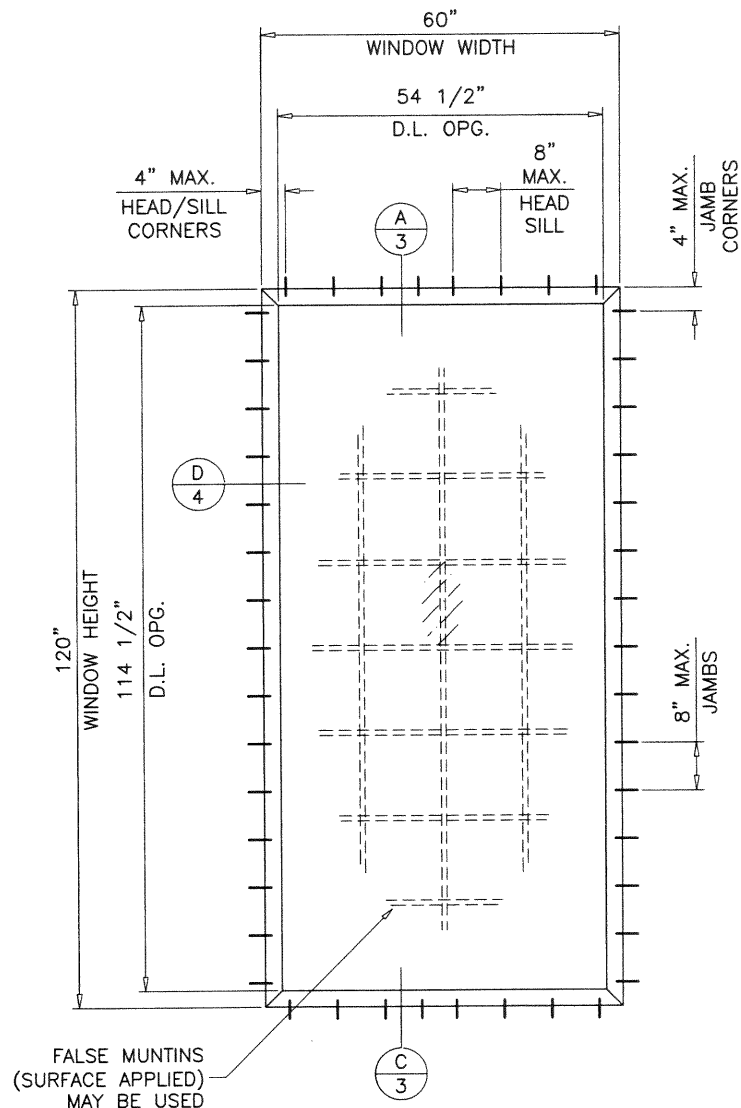 60"
WINDOW WIDTH
54 1/2"
D.L. OPG.
4" MAX.
HEAD/SILL
CORNERS
8"
MAX.
HEAD
SILL
4" MAX.
JAMB
CORNERS
A
3
D
4
120"
WINDOW HEIGHT
114 1/2"
D.L. OPG.
8" MAX.
JAMBS
FALSE MUNTINS
(SURFACE APPLIED)
MAY BE USED
C
3